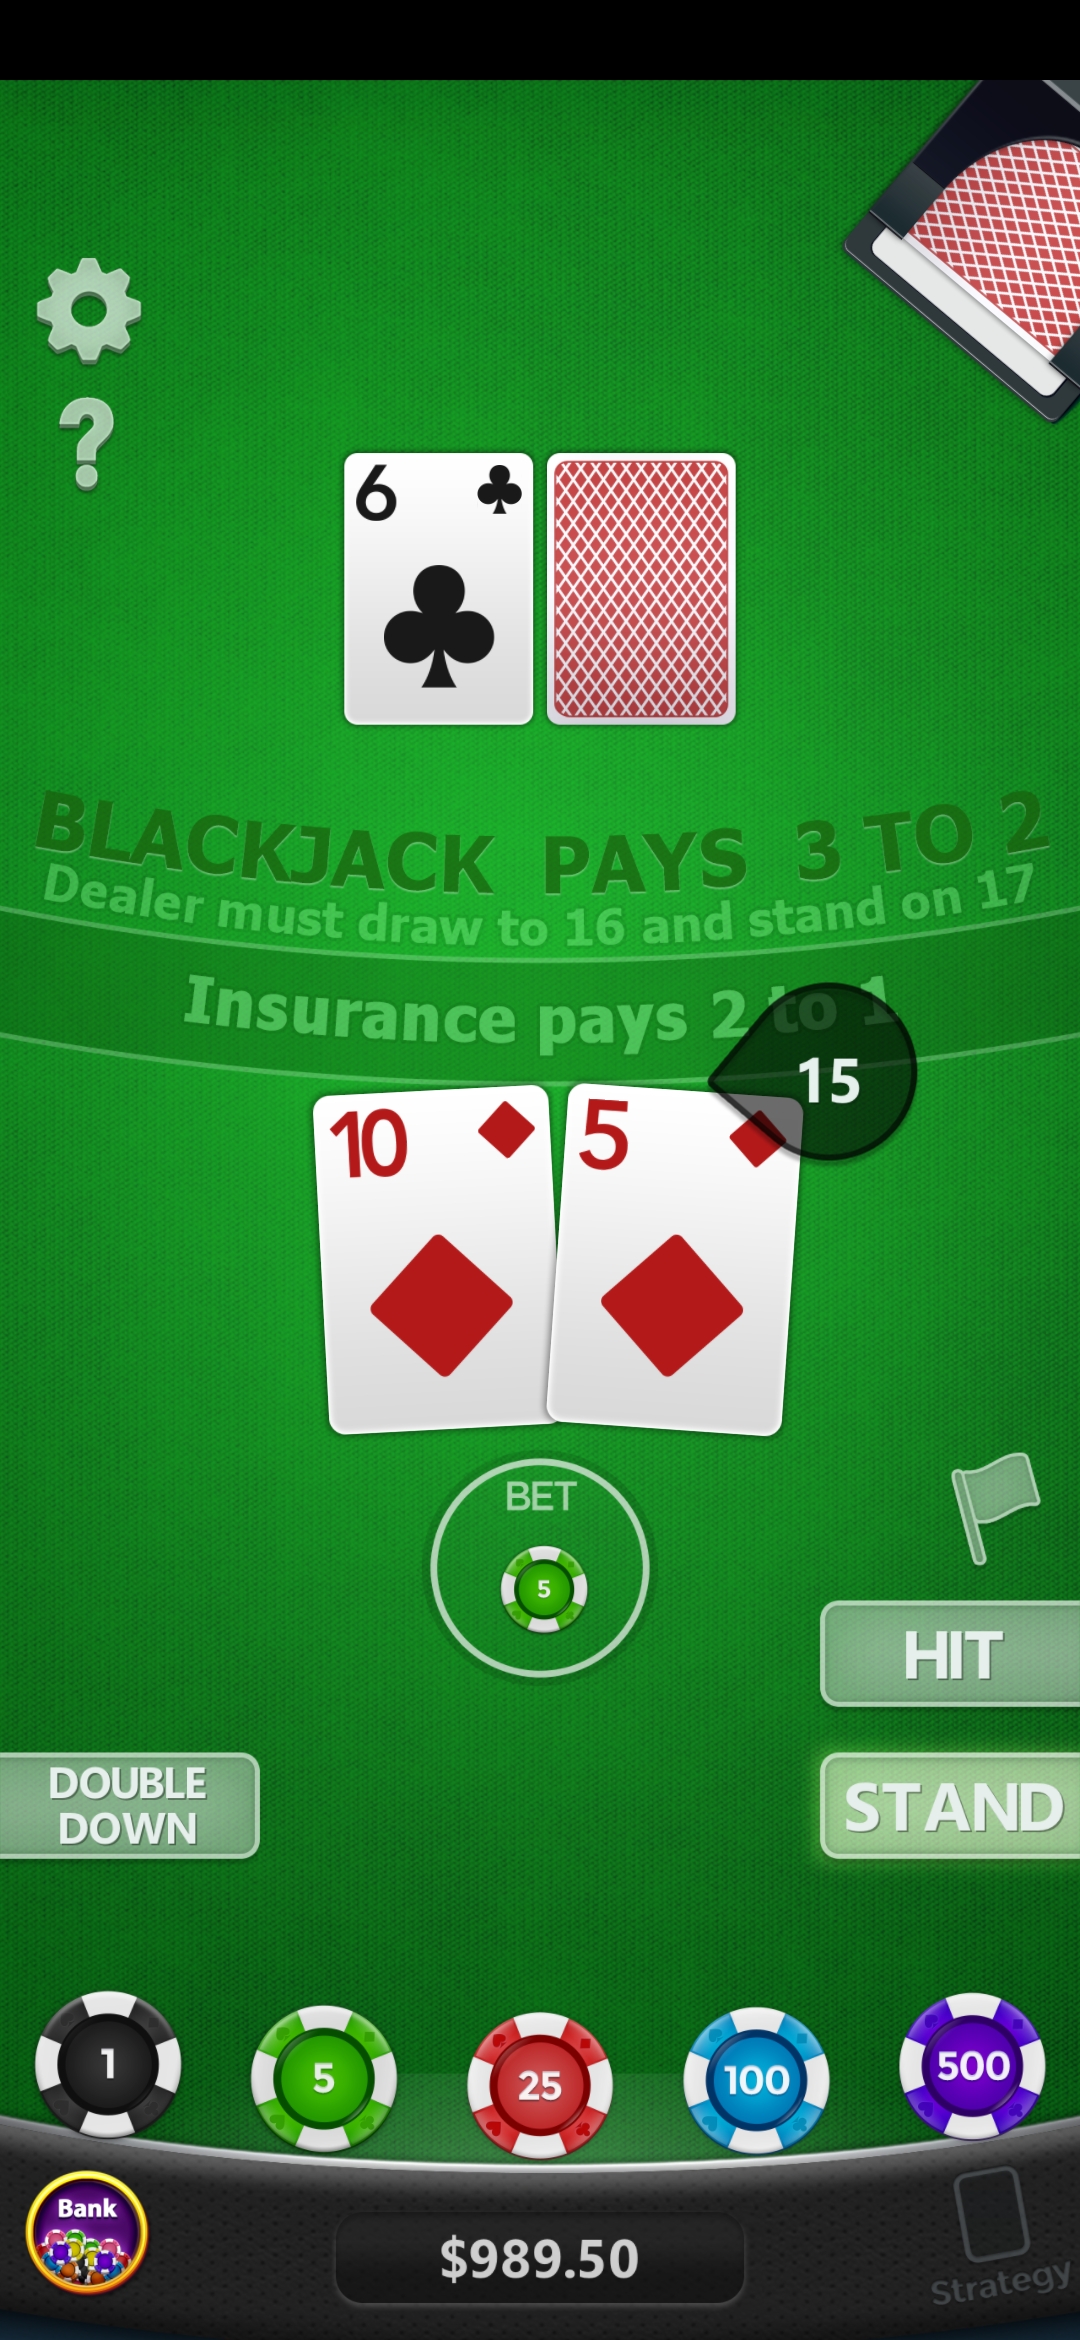 6
BLACKJACK PAYS 3 TO 2
Dealer must draw to 16 and stand on 17
Insurance pays 2 to 1
15
10
5
BET
5
HIT
DOUBLE
DOWN
STAND
1
5
25
100
500
Bank
$989.50
Strategy